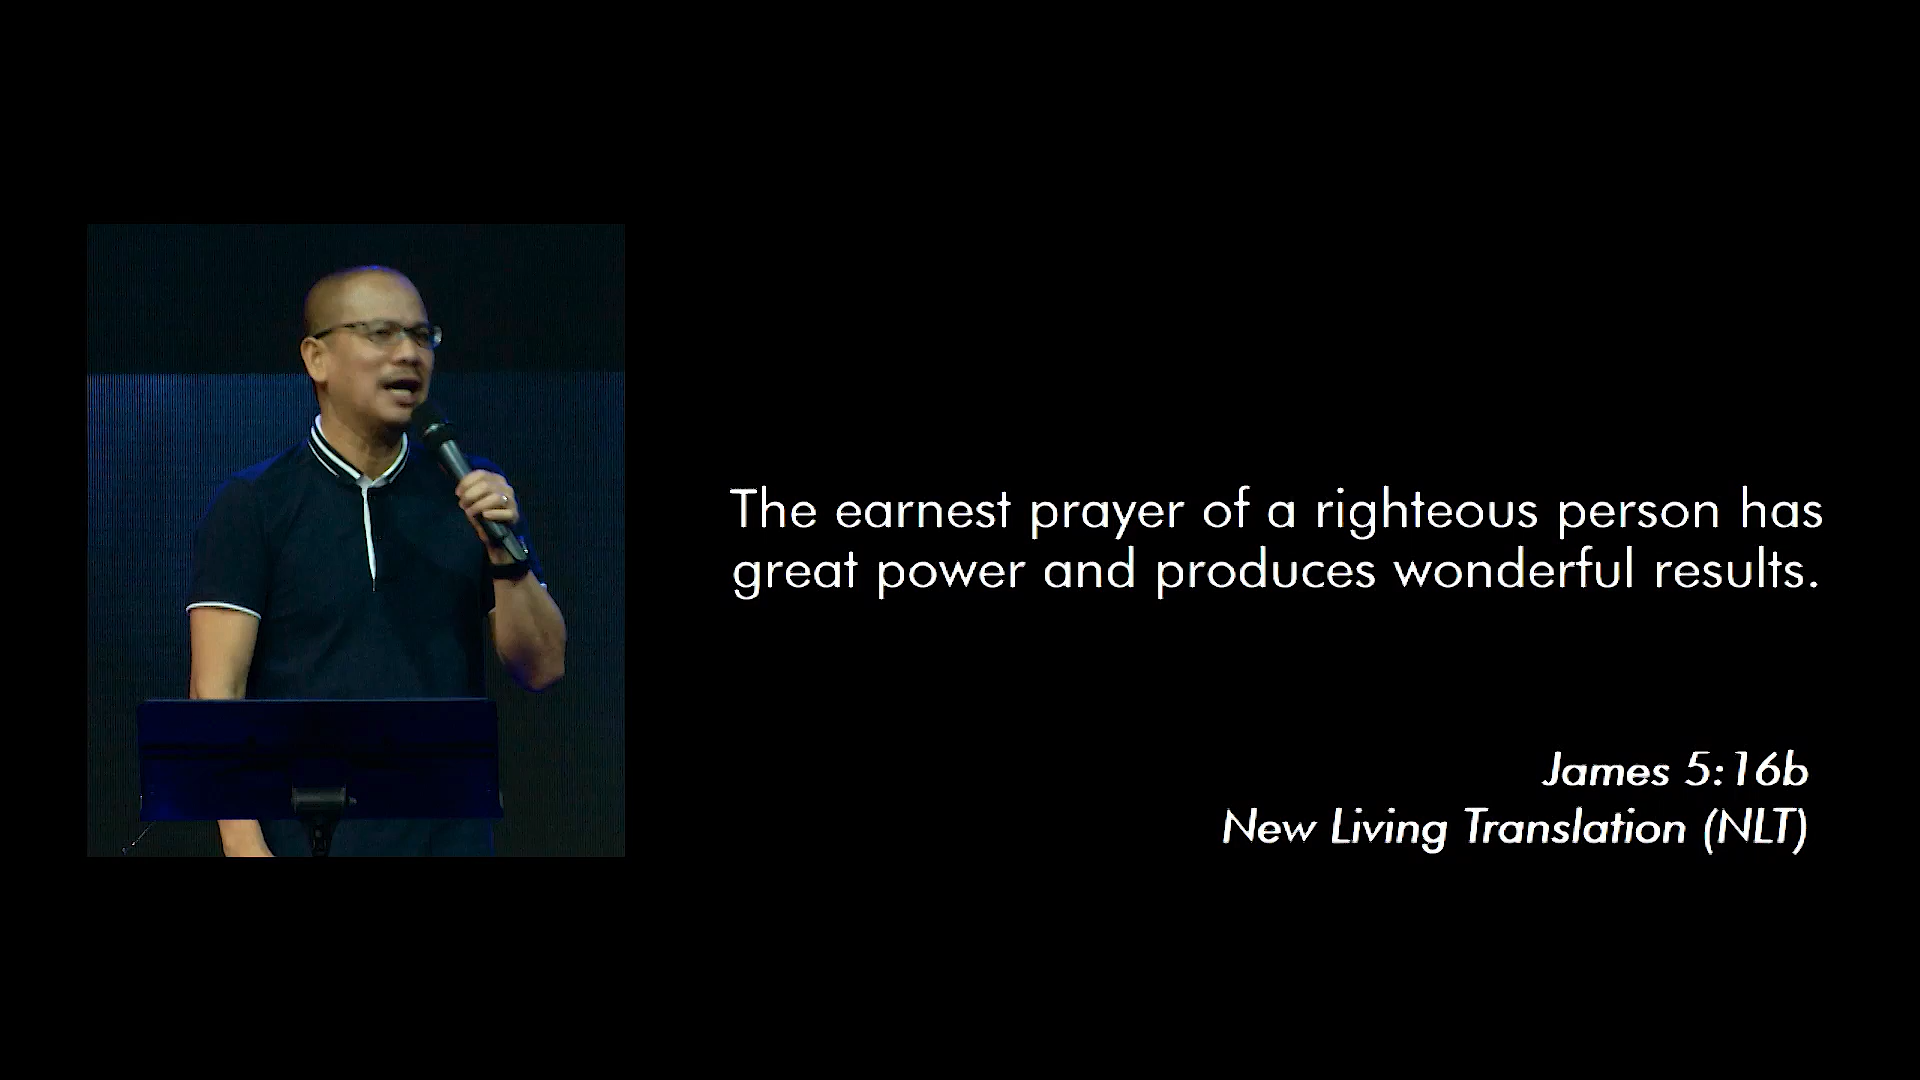 The earnest prayer of a righteous person has
great power and produces wonderful results.
James 5:16b
New Living Translation (NLT)